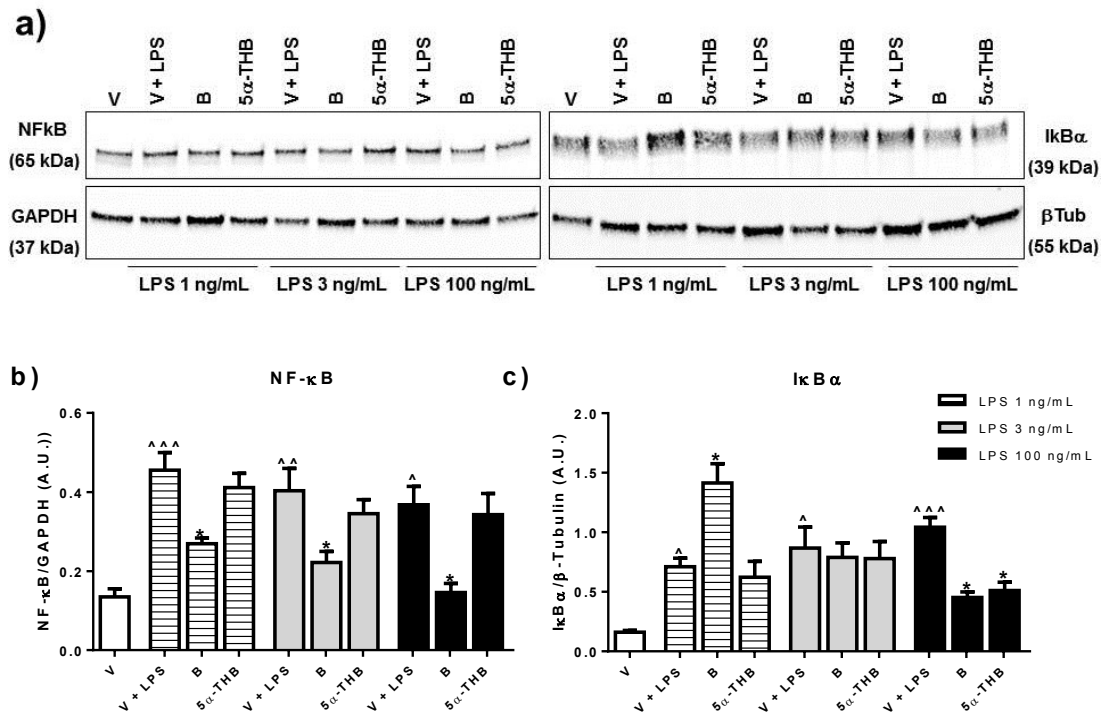 a)
V
V + LPS
B
5α-THB
V + LPS
B
5α-THB
V + LPS
B
5α-THB
V
V + LPS
B
5α-THB
V + LPS
B
5α-THB
V + LPS
B
5α-THB
NFkB
(65 kDa)
IkBα
(39 kDa)
GAPDH
(37 kDa)
βTub
(55 kDa)
LPS 1 ng/mL
LPS 3 ng/mL
LPS 100 ng/mL
LPS 1 ng/mL
LPS 3 ng/mL
LPS 100 ng/mL
b)
NF-κB
NF-κB/GAPDH (A.U.))
0.6
0.4
0.2
0.0
^^^
*
^^
*
^
*
V
V + LPS
B
5α-THB
V + LPS
B
5α-THB
V + LPS
B
5α-THB
c)
IκBα
IκBα/β-Tubulin (A.U.)
2.0
1.5
1.0
0.5
0.0
^
*
^
^^^
*
*
V
V + LPS
B
5α-THB
V + LPS
B
5α-THB
V + LPS
B
5α-THB
LPS 1 ng/mL
LPS 3 ng/mL
LPS 100 ng/mL